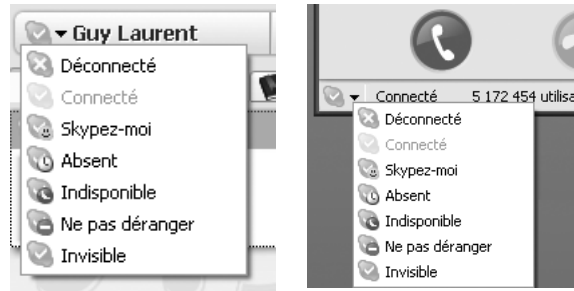 Guy Laurent
Déconnecté
Connecté
Skypez-moi
Absent
Indisponible
Ne pas déranger
Invisible
Connecté 5 172 454 utilisa
Déconnecté
Connecté
Skypez-moi
Absent
Indisponible
Ne pas déranger
Invisible